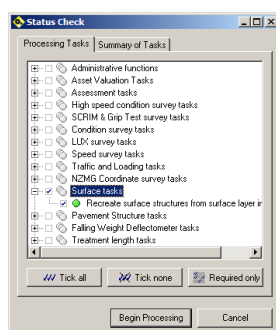 Status Check
Processing Tasks Summary of Tasks
Administrative functions
Asset Valuation Tasks
Assessment tasks
High speed condition survey tasks
SCRIM & Grip Test survey tasks
Condition survey tasks
LUX survey tasks
Speed survey tasks
Traffic and Loading tasks
NZMG Coordinate survey tasks
Surface tasks
Recreate surface structures from surface layer in
Pavement Structure tasks
Falling Weight Deflectometer tasks
Treatment length tasks
Tick all Tick none Required only
Begin Processing Cancel